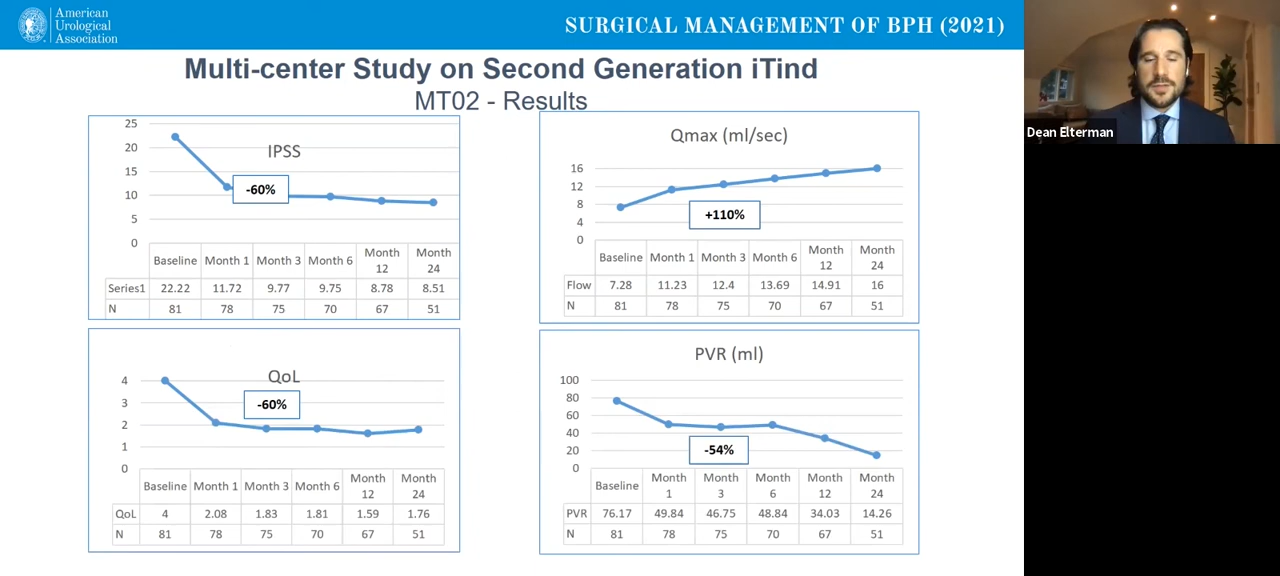 American
Urological
Association
SURGICAL MANAGEMENT OF BPH (2021)
Multi-center Study on Second Generation iTind
MT02 - Results
IPSS
25
20
15
10
5
0
-60%
Baseline Month 1 Month 3 Month 6 Month 12 Month 24
Series1 22.22 11.72 9.77 9.75 8.78 8.51
N 81 78 75 70 67 51
Qmax (ml/sec)
16
12
8
4
0
+110%
Baseline Month 1 Month 3 Month 6 Month 12 Month 24
Flow 7.28 11.23 12.4 13.69 14.91 16
N 81 78 75 70 67 51
QoL
4
3
2
1
0
-60%
Baseline Month 1 Month 3 Month 6 Month 12 Month 24
QoL 4 2.08 1.83 1.81 1.59 1.76
N 81 78 75 70 67 51
PVR (ml)
100
80
60
40
20
0
-54%
Baseline Month 1 Month 3 Month 6 Month 12 Month 24
PVR 76.17 49.84 46.75 48.84 34.03 14.26
N 81 78 75 70 67 51
Dean Elterman